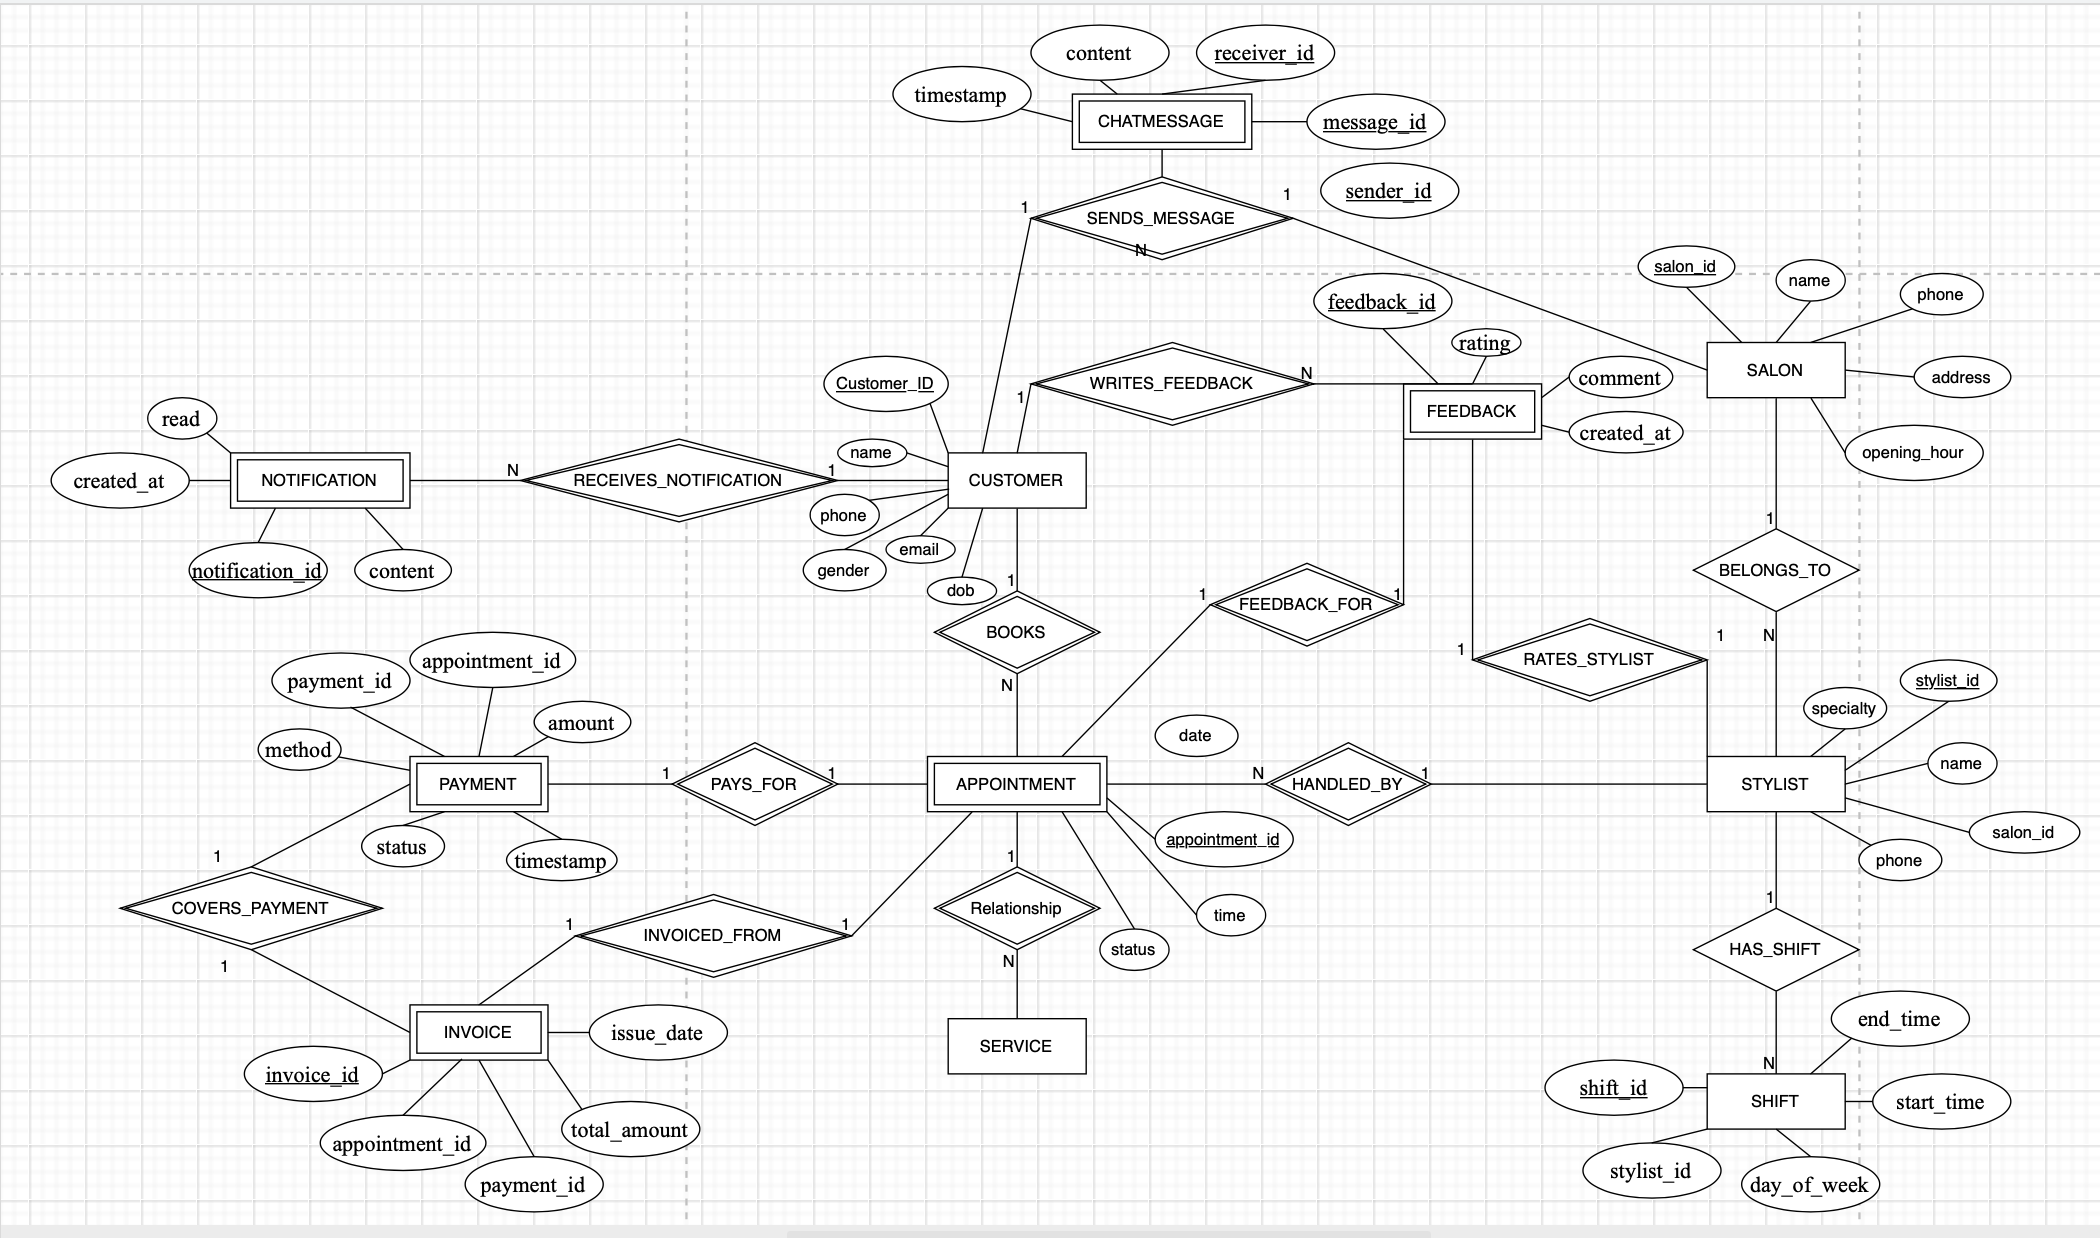 content
receiver_id
timestamp
CHATMESSAGE
message_id
sender_id
1
1
SENDS_MESSAGE
N
salon_id
name
phone
feedback_id
rating
SALON
address
comment
opening_hour
Customer_ID
1
WRITES_FEEDBACK
N
FEEDBACK
created_at
read
created_at
NOTIFICATION
N
RECEIVES_NOTIFICATION
1
name
CUSTOMER
notification_id
content
phone
email
gender
dob
1
1
BELONGS_TO
N
1
FEEDBACK_FOR
1
BOOKS
N
1
RATES_STYLIST
1
payment_id
appointment_id
amount
method
PAYMENT
1
PAYS_FOR
1
APPOINTMENT
date
N
HANDLED_BY
1
STYLIST
specialty
stylist_id
name
salon_id
phone
status
timestamp
appointment_id
time
status
1
COVERS_PAYMENT
1
1
INVOICED_FROM
1
1
Relationship
N
1
HAS_SHIFT
N
INVOICE
issue_date
invoice_id
appointment_id
payment_id
total_amount
SERVICE
end_time
shift_id
SHIFT
start_time
stylist_id
day_of_week